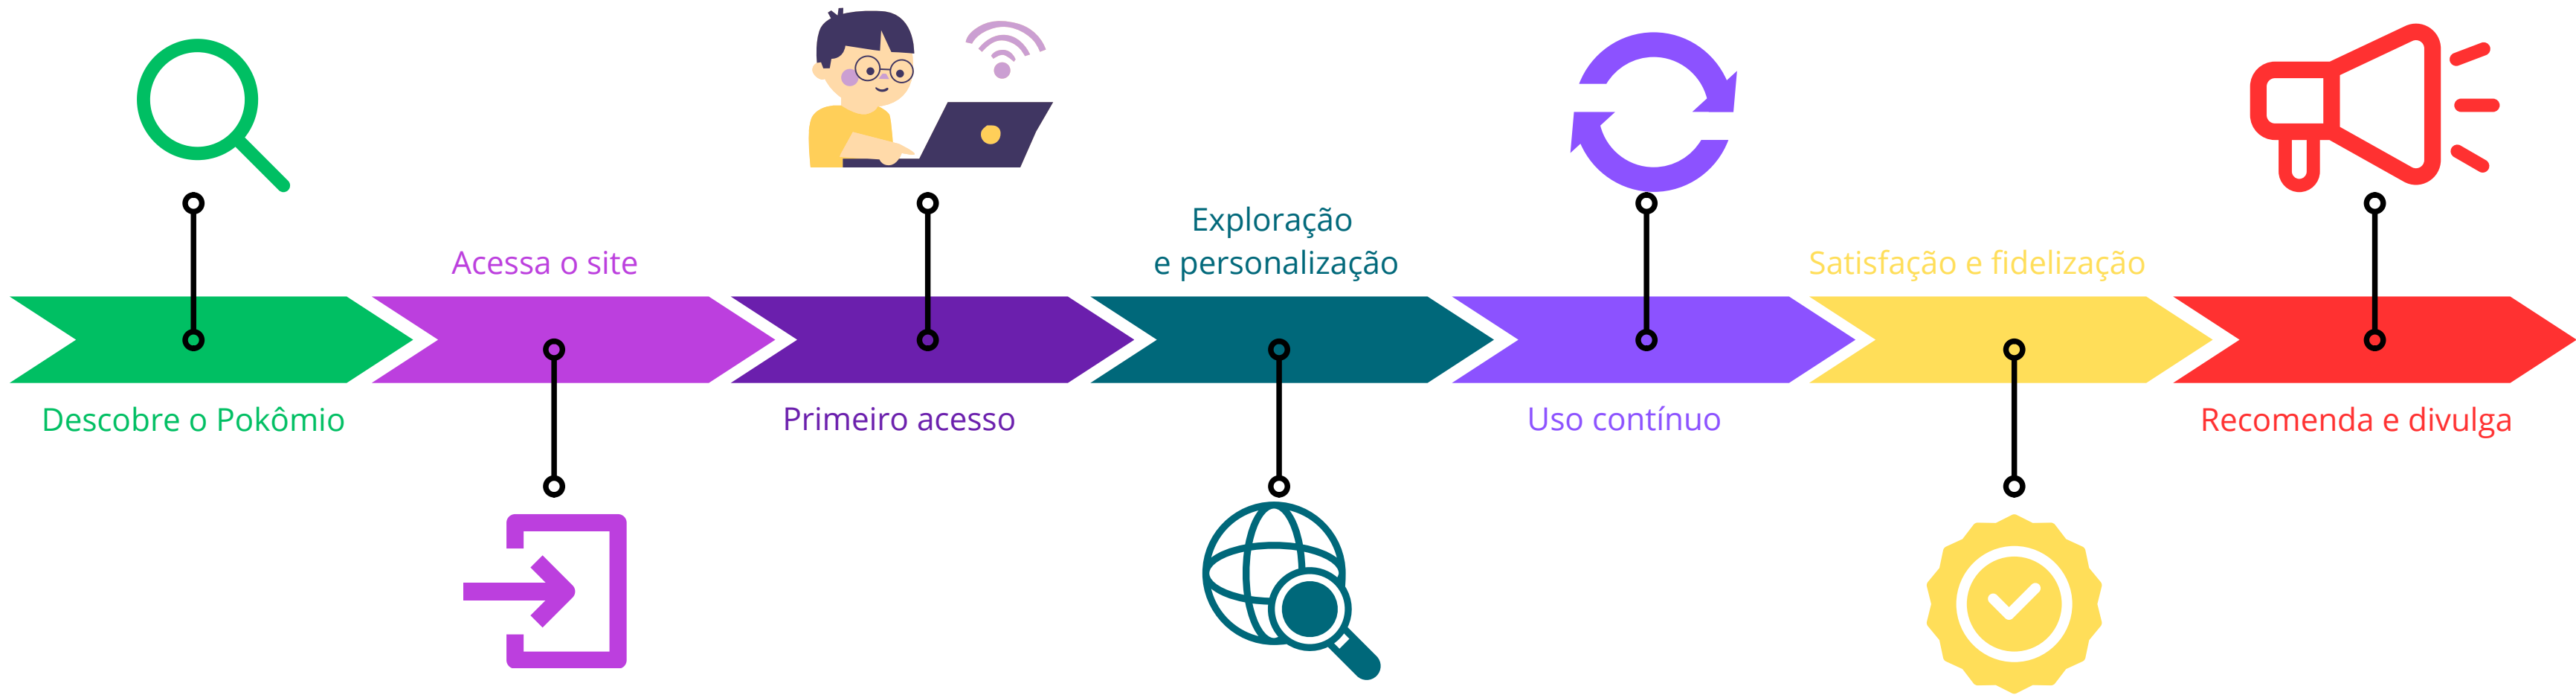 Descobre o Pokômio
Acessa o site
Primeiro acesso
Exploração
e personalização
Uso contínuo
Satisfação e fidelização
Recomenda e divulga